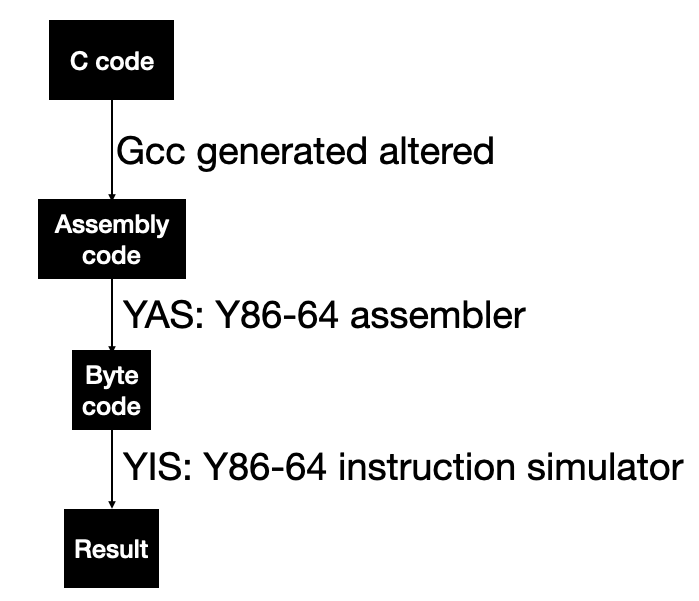 C code
Gcc generated altered
Assembly
code
YAS: Y86-64 assembler
Byte
code
YIS: Y86-64 instruction simulator
Result